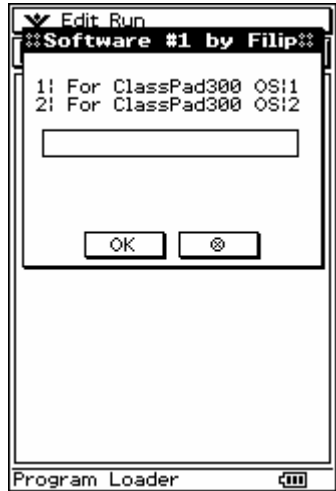 Edit Run
Software #1 by Filip
1¦ For ClassPad300 OS¦1
2¦ For ClassPad300 OS¦2
OK
Program Loader